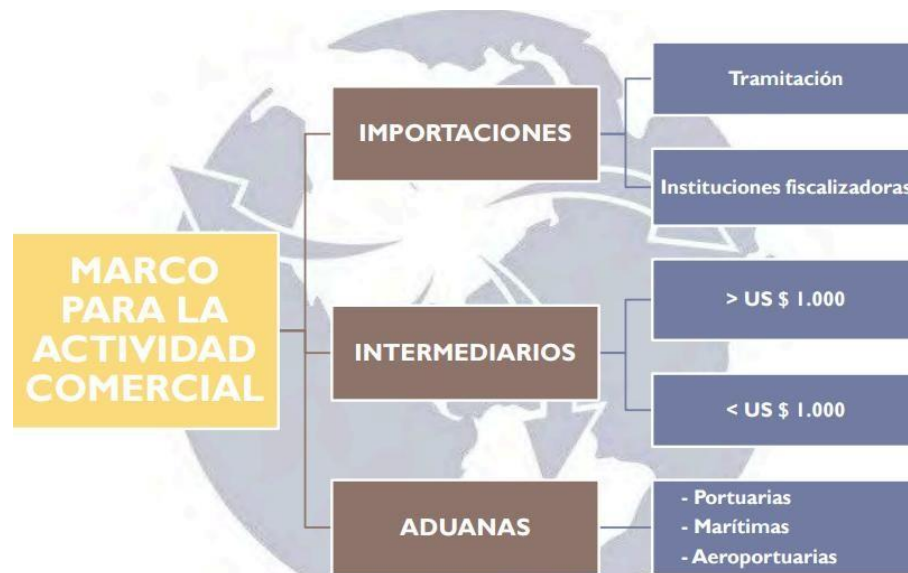 MARCO
PARA LA
ACTIVIDAD
COMERCIAL
IMPORTACIONES
Tramitación
Instituciones fiscalizadoras
INTERMEDIARIOS
> US $ 1.000
< US $ 1.000
ADUANAS
- Portuarias
- Marítimas
- Aeroportuarias